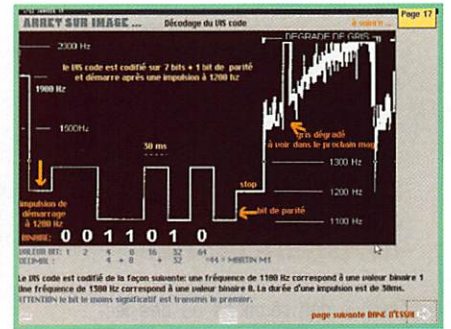 Page 17
ARRET SUR IMAGE ...
Décodage du VIS code
à suivre ...
DEGRADE DE GRIS
2300 Hz
le VIS code est codifié sur 7 bits + 1 bit de parité
et démarre après une impulsion à 1200 hz
1900 Hz
1500Hz
30 ms
gris dégradé
à voir dans le prochain mag
1300 Hz
stop
1200 Hz
impulsion de
démarrage
à 1200 Hz
bit de parité
1100 Hz
BINAIRE: 0 0 1 1 0 1 0
VALEUR BIT: 1 2 4 8 16 32 64
DECIMAL : 4 + 8 + 32 =44 > MARTIN M1
Le VIS code est codifié de la façon suivante: une fréquence de 1100 Hz correspond à une valeur binaire 1
Une fréquence de 1300 Hz correspond à une valeur binaire 0. La durée d'une impulsion est de 30ms.
ATTENTION le bit le moins significatif est transmis le premier.
page suivante DANS D'ESSAI